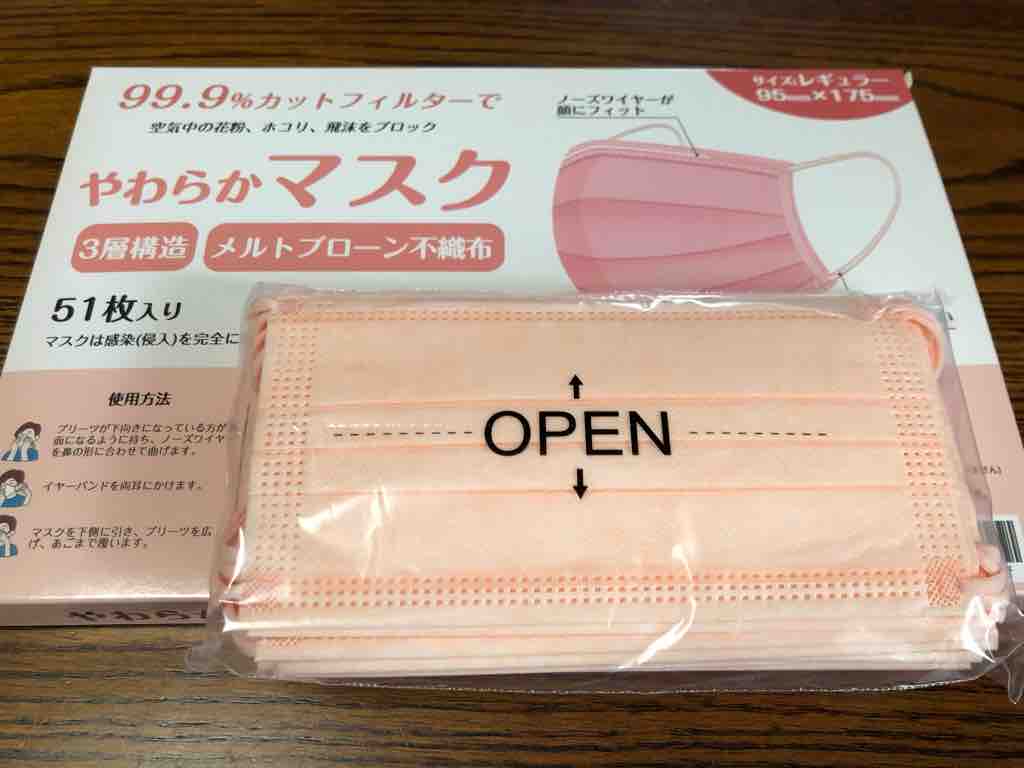 99.9%カットフィルターで
空気中の花粉、ホコリ、飛沫をブロック
やわらかマスク
3層構造
メルトブローン不織布
51枚入り
マスクは感染(侵入)を完全に
サイズ:レギュラー
95mm×175mm
ノーズワイヤーが
顔にフィット
使用方法
プリーツが下向きになっている方が
面になるように持ち、ノーズワイヤ
を鼻の形に合わせて曲げます。
イヤーバンドを両耳にかけます。
マスクを下側に引き、プリーツを広
げ、あごまで覆います。
OPEN
やわら